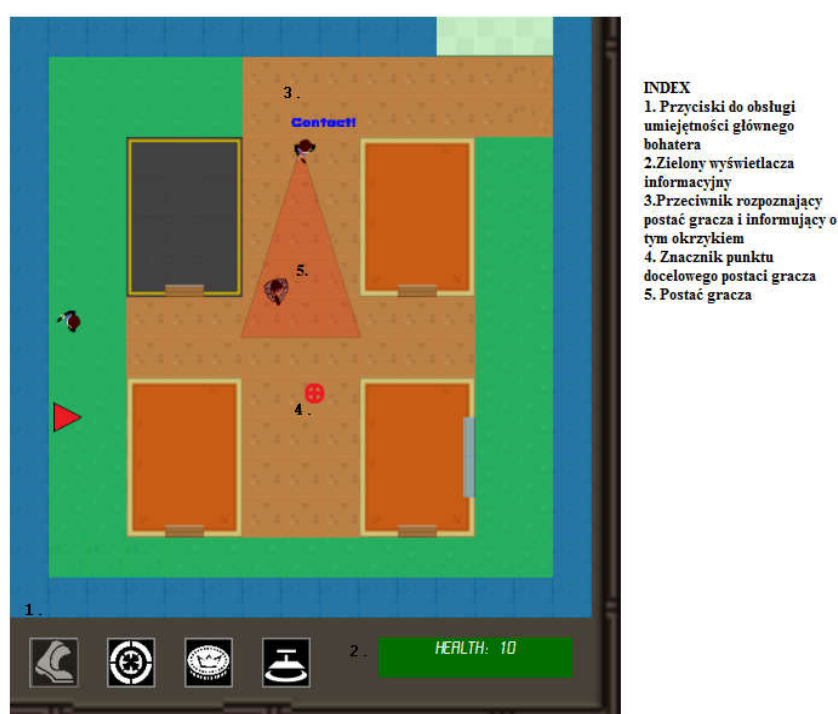 3.
Contact!
5.
4.
1.
2.
HEALTH: 10
INDEX
1. Przyciski do obsługi
umiejętności głównego
bohatera
2.Zielony wyświetlacza
informacyjny
3.Przeciwnik rozpoznający
postać gracza i informujący o
tym okrzykiem
4. Znacznik punktu
docelowego postaci gracza
5. Postać gracza